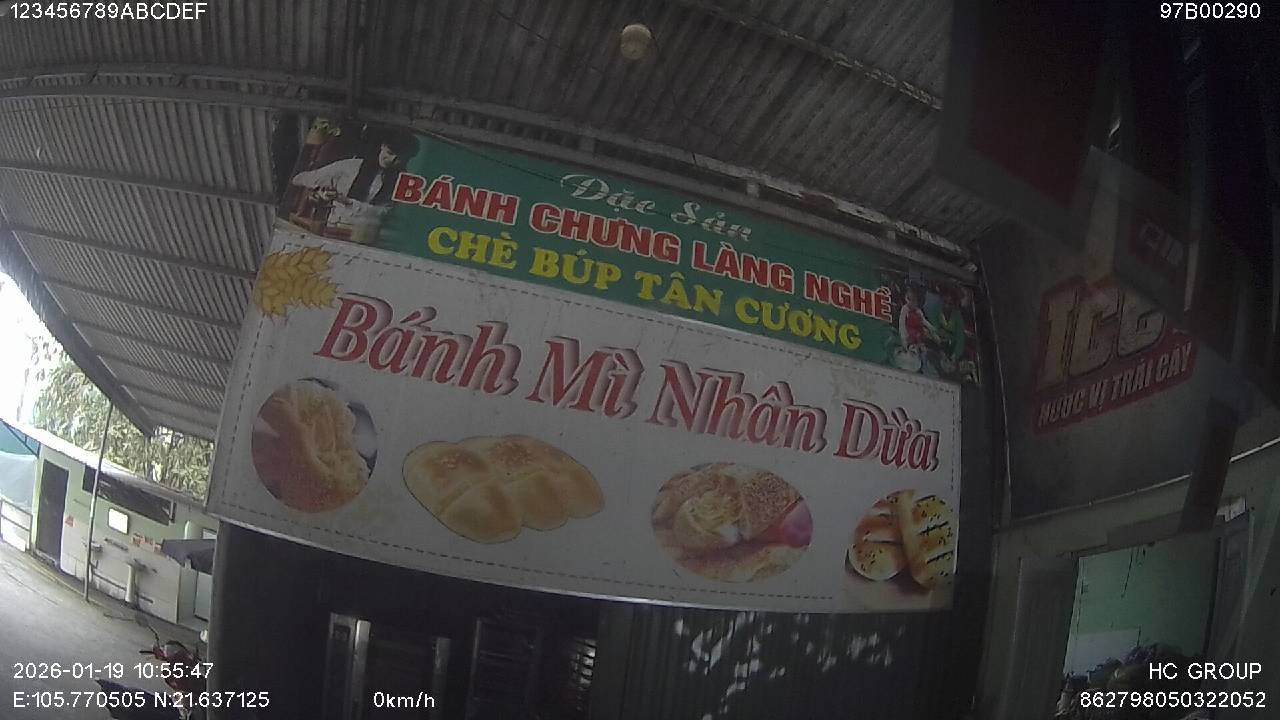 123456789ABCDEF
97B00290
Đặc Sản
BÁNH CHƯNG LÀNG NGHỀ
CHÈ BÚP TÂN CƯƠNG
Bánh Mì Nhân Dừa
NƯỚC VỊ TRÁI CÂY
2026-01-19 10:55:47
E:105.770505 N:21.637125
0km/h
HC GROUP
862798050322052